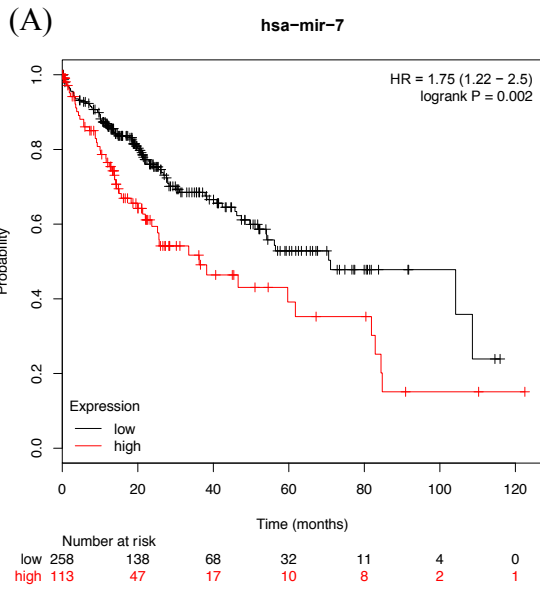 (A)
hsa−mir−7
HR = 1.75 (1.22 − 2.5)
logrank P = 0.002
Probability
1.0
0.8
0.6
0.4
0.2
0.0
Expression
low
high
0 20 40 60 80 100 120
Time (months)
Number at risk
low 258 138 68 32 11 4 0
high 113 47 17 10 8 2 1